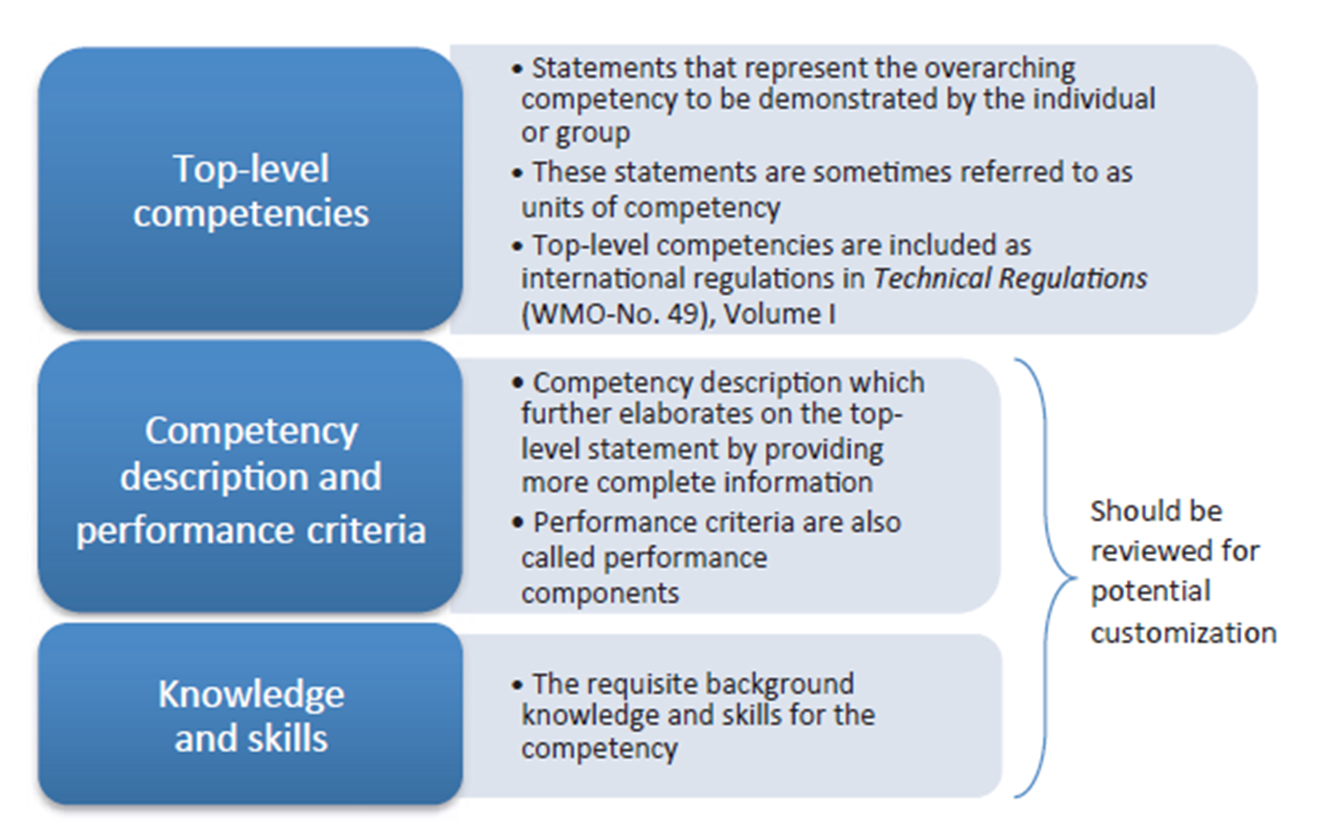 Top-level
competencies
• Statements that represent the overarching
competency to be demonstrated by the individual
or group
• These statements are sometimes referred to as
units of competency
• Top-level competencies are included as
international regulations in Technical Regulations
(WMO-No. 49), Volume I
Competency
description and
performance criteria
• Competency description which
further elaborates on the top-
level statement by providing
more complete information
• Performance criteria are also
called performance
components
Knowledge
and skills
• The requisite background
knowledge and skills for the
competency
Should be
reviewed for
potential
customization